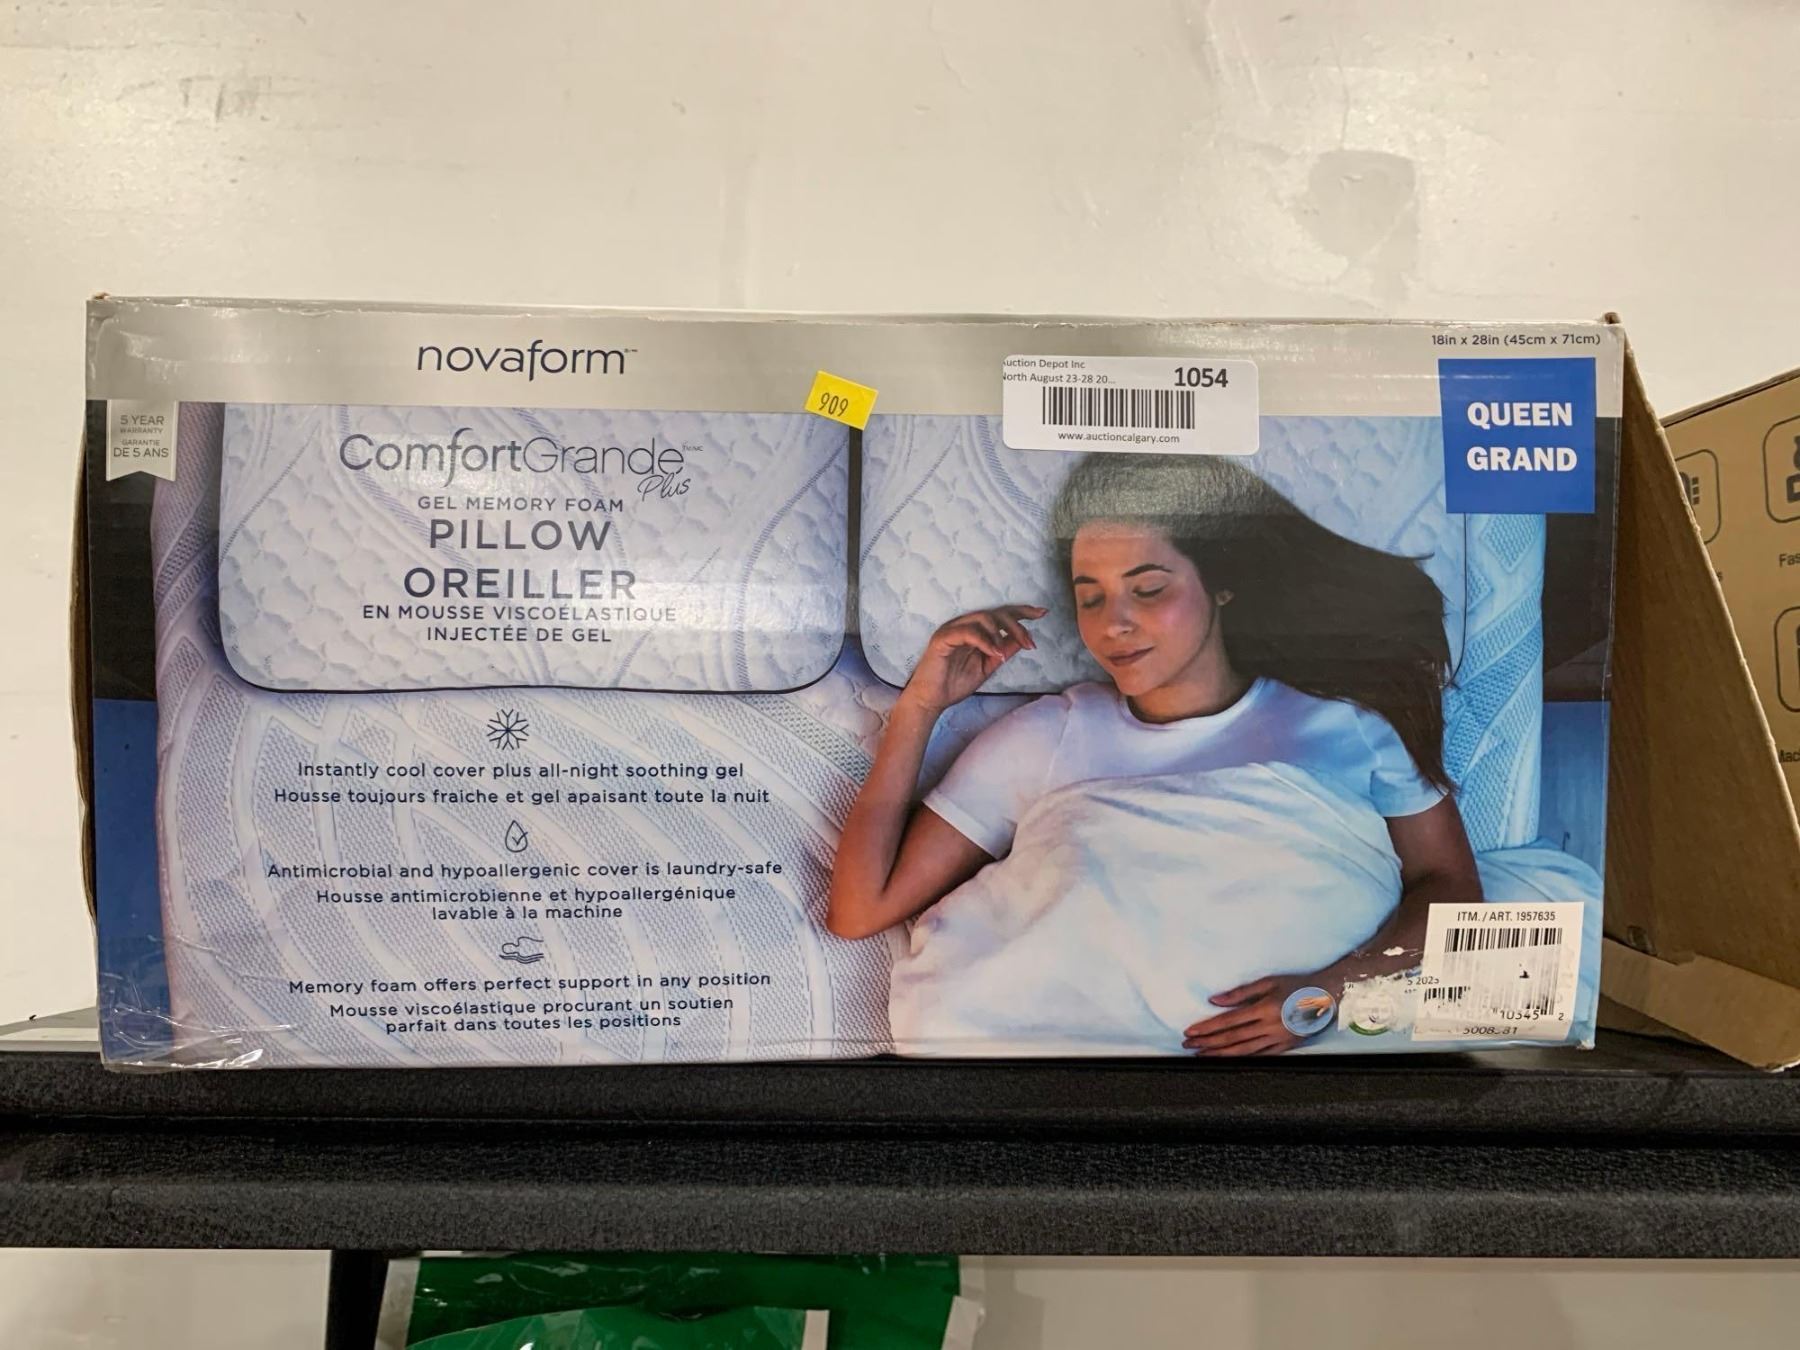 novaform
18in x 28in (45cm x 71cm)
uction Depot Inc
North August 23-28 20...
1054
www.auctioncalgary.com
909
QUEEN
GRAND
5 YEAR
WARRANTY
GARANTIE
DE 5 ANS
ComfortGrande
Plus
GEL MEMORY FOAM
PILLOW
OREILLER
EN MOUSSE VISCOÉLASTIQUE
INJECTÉE DE GEL
Instantly cool cover plus all-night soothing gel
Housse toujours fraiche et gel apaisant toute la nuit
Antimicrobial and hypoallergenic cover is laundry-safe
Housse antimicrobienne et hypoallergénique
lavable à la machine
Memory foam offers perfect support in any position
Mousse viscoélastique procurant un soutien
parfait dans toutes les positions
ITM. / ART. 1957635
10345 2
Fas